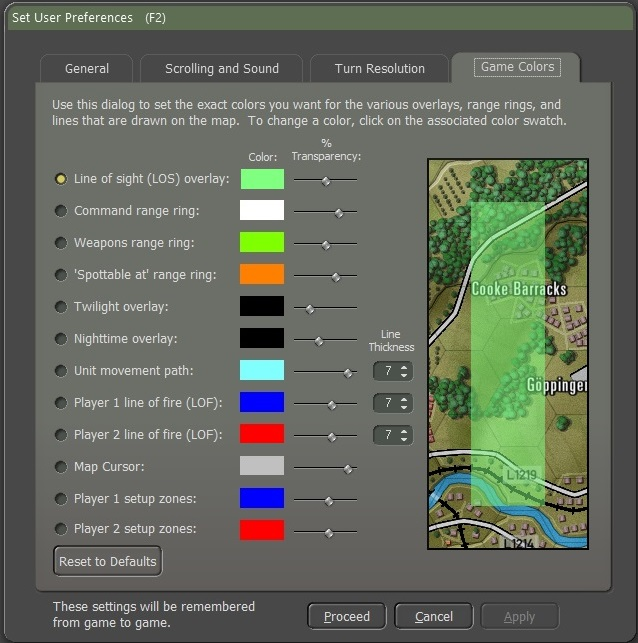 Set User Preferences (F2)
General
Scrolling and Sound
Turn Resolution
Game Colors
Use this dialog to set the exact colors you want for the various overlays, range rings, and
lines that are drawn on the map. To change a color, click on the associated color swatch.
Color:
%
Transparency:
Line of sight (LOS) overlay:
Command range ring:
Weapons range ring:
'Spottable at' range ring:
Twilight overlay:
Nighttime overlay:
Line
Thickness
Unit movement path:
7
Player 1 line of fire (LOF):
7
Player 2 line of fire (LOF):
7
Map Cursor:
Player 1 setup zones:
Player 2 setup zones:
Reset to Defaults
Cooke Barracks
Göppingen
L1219
L1214
These settings will be remembered
from game to game.
Proceed
Cancel
Apply